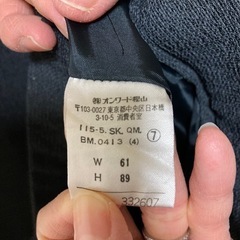 ㈱オンワード樫山
〒103-0027 東京都中央区日本橋
3-10-5 消費者室
115-5. SK. QM. ⑦
BM. 0413 (4)
W 61
H 89
332607